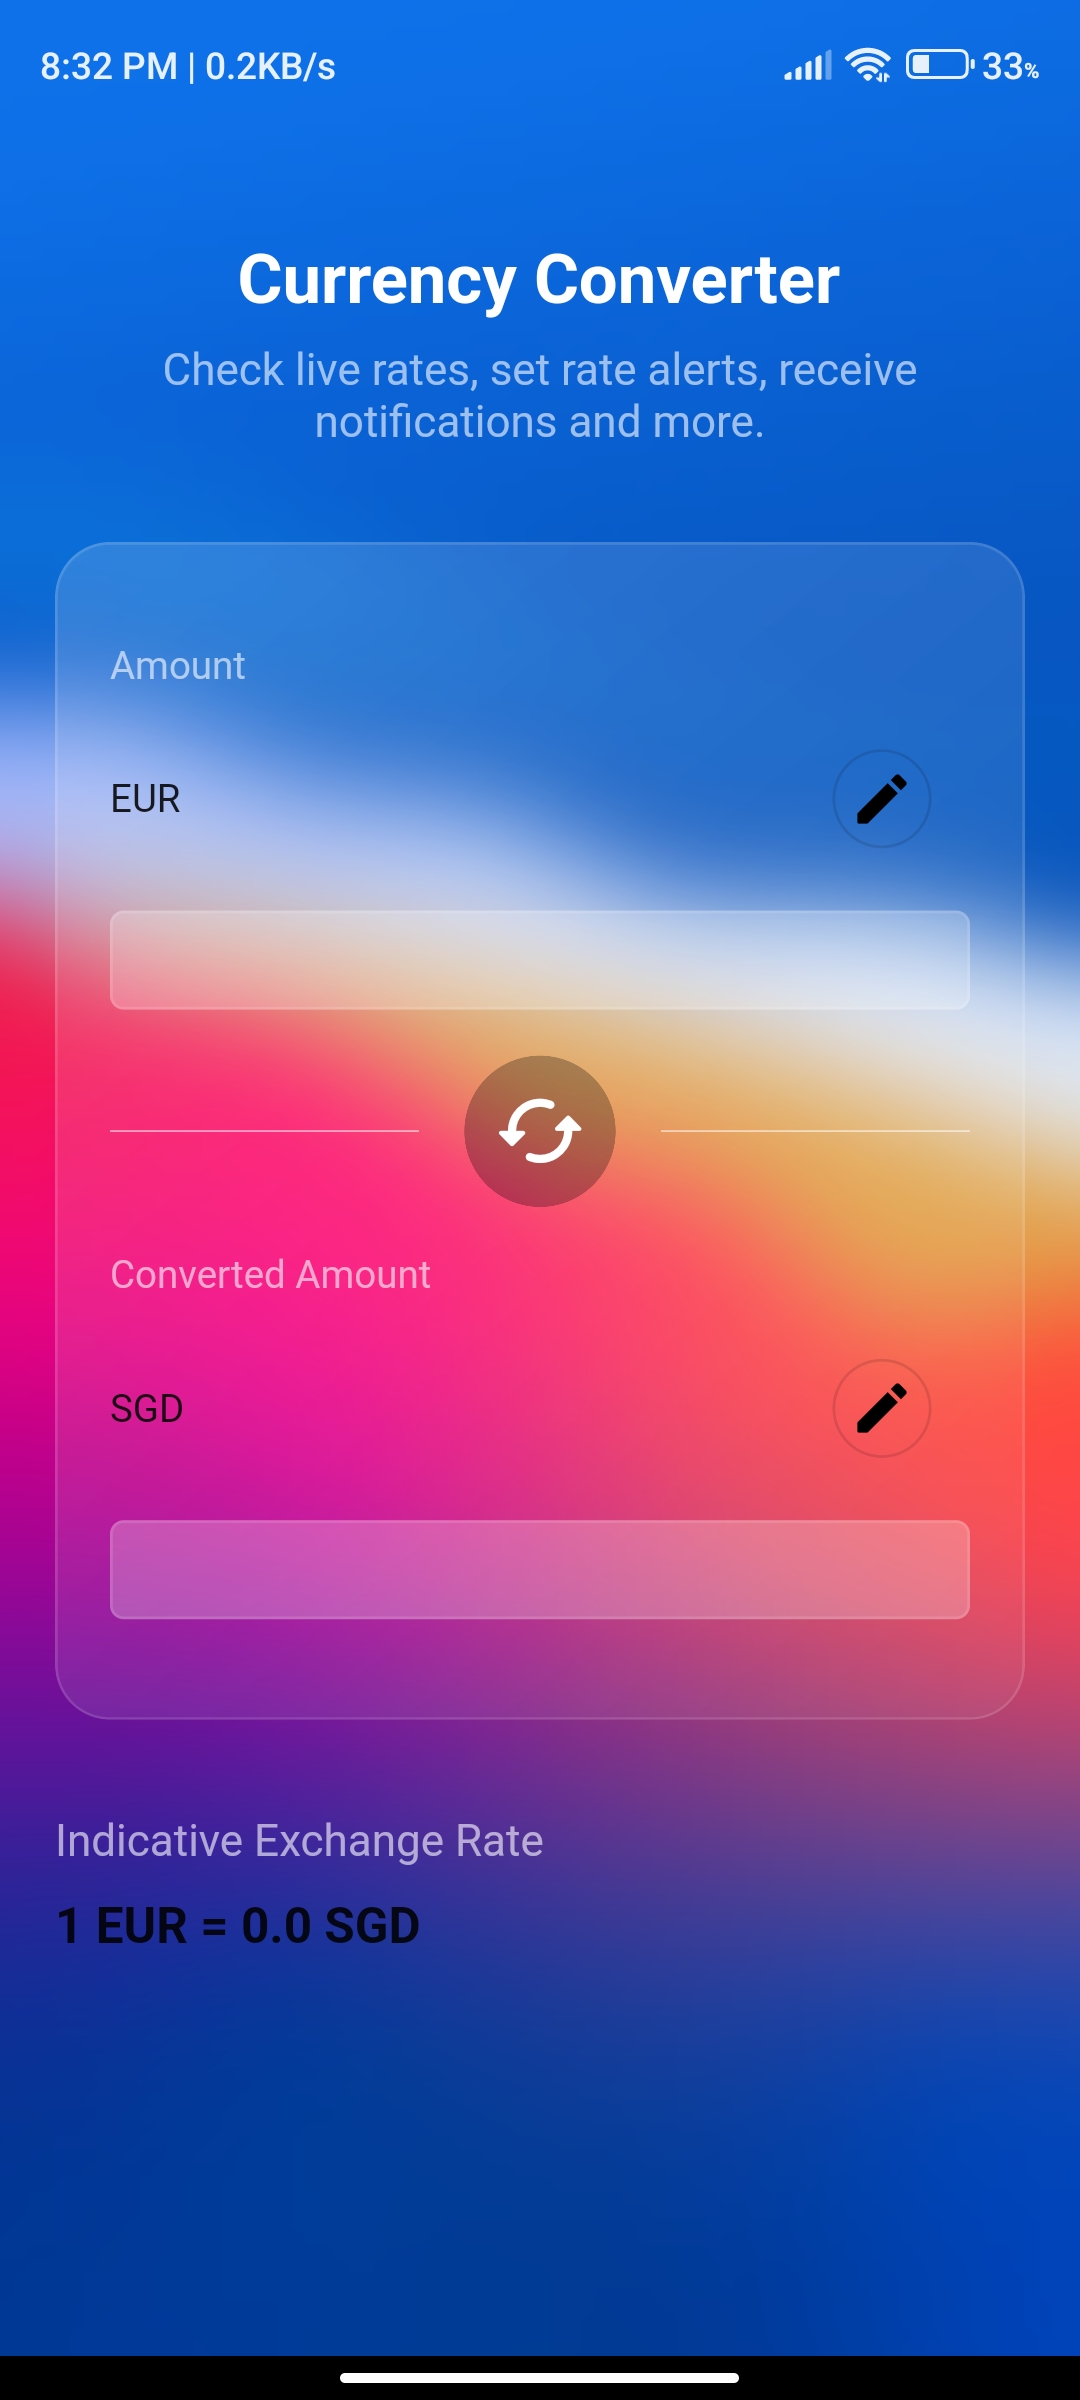 8:32 PM | 0.2KB/s 33%
Currency Converter
Check live rates, set rate alerts, receive
notifications and more.
Amount
EUR
Converted Amount
SGD
Indicative Exchange Rate
1 EUR = 0.0 SGD